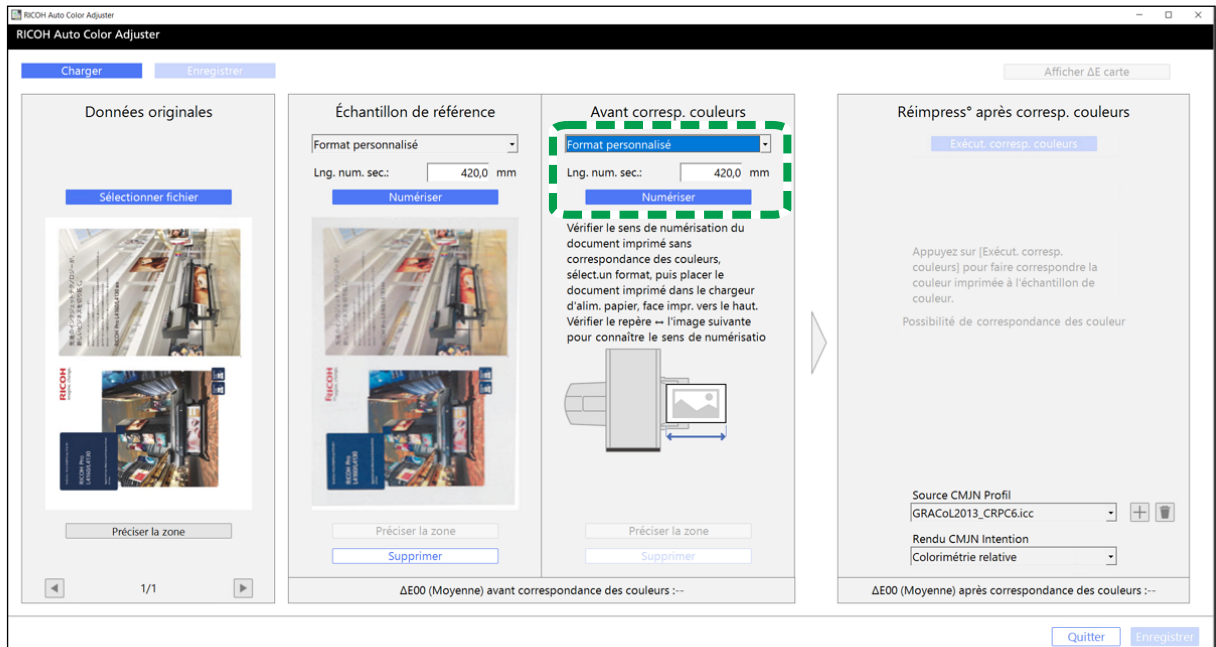 RICOH Auto Color Adjuster
RICOH Auto Color Adjuster
Charger
Enregistrer
Afficher ΔE carte
Données originales
Sélectionner fichier
RICOH
RICOH Pro
L4160/L4130
Préciser la zone
1/1
Échantillon de référence
Format personnalisé
Lng. num. sec.:
420,0 mm
Numériser
RICOH
Préciser la zone
Supprimer
Avant corresp. couleurs
Format personnalisé
Lng. num. sec.:
420,0 mm
Numériser
Vérifier le sens de numérisation du
document imprimé sans
correspondance des couleurs,
sélect.un format, puis placer le
document imprimé dans le chargeur
d'alim. papier, face impr. vers le haut.
Vérifier le repère ↔ l'image suivante
pour connaître le sens de numérisatio
Préciser la zone
Supprimer
ΔE00 (Moyenne) avant correspondance des couleurs :--
Réimpress° après corresp. couleurs
Exécut. corresp. couleurs
Appuyez sur [Exécut. corresp.
couleurs] pour faire correspondre la
couleur imprimée à l'échantillon de
couleur.
Possibilité de correspondance des couleur
Source CMJN Profil
GRACoL2013_CRPC6.icc
Rendu CMJN Intention
Colorimétrie relative
ΔE00 (Moyenne) après correspondance des couleurs :--
Quitter
Enregistrer